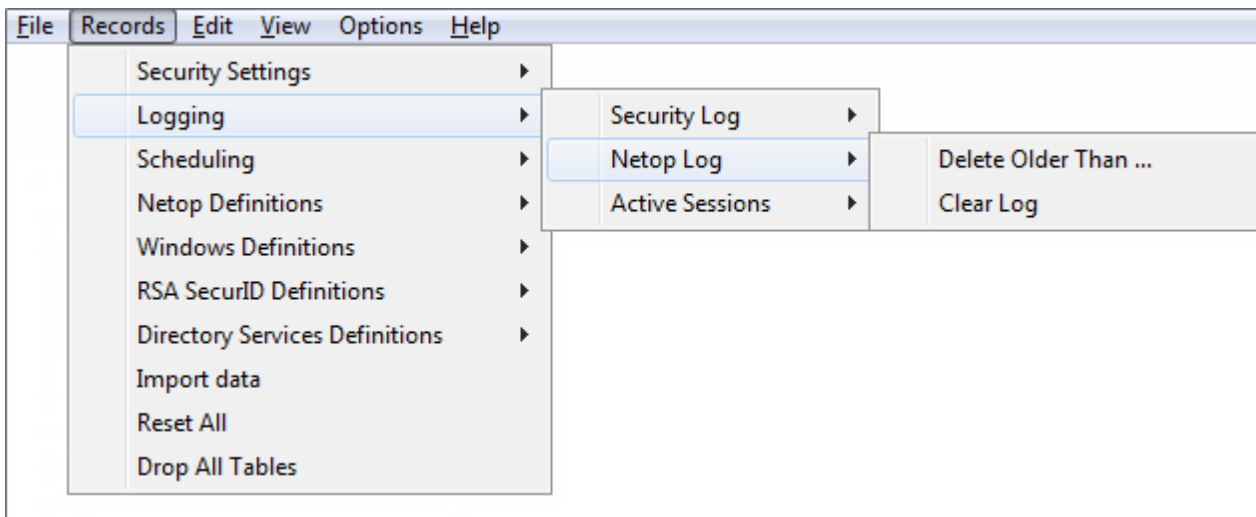 File Records Edit View Options Help
Security Settings
Logging
Scheduling
Netop Definitions
Windows Definitions
RSA SecurID Definitions
Directory Services Definitions
Import data
Reset All
Drop All Tables
Security Log
Netop Log
Active Sessions
Delete Older Than ...
Clear Log